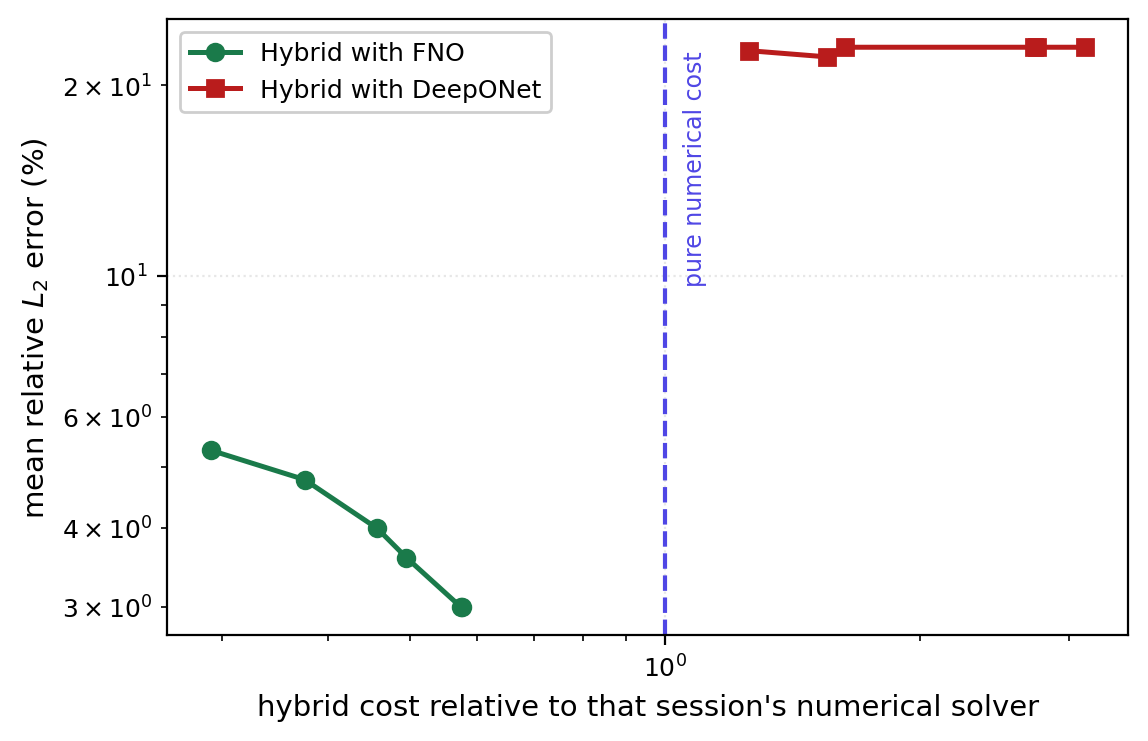 Hybrid with FNO
Hybrid with DeepONet
pure numerical cost
mean relative L₂ error (%)
2 × 10¹
10¹
6 × 10⁰
4 × 10⁰
3 × 10⁰
10⁰
hybrid cost relative to that session's numerical solver